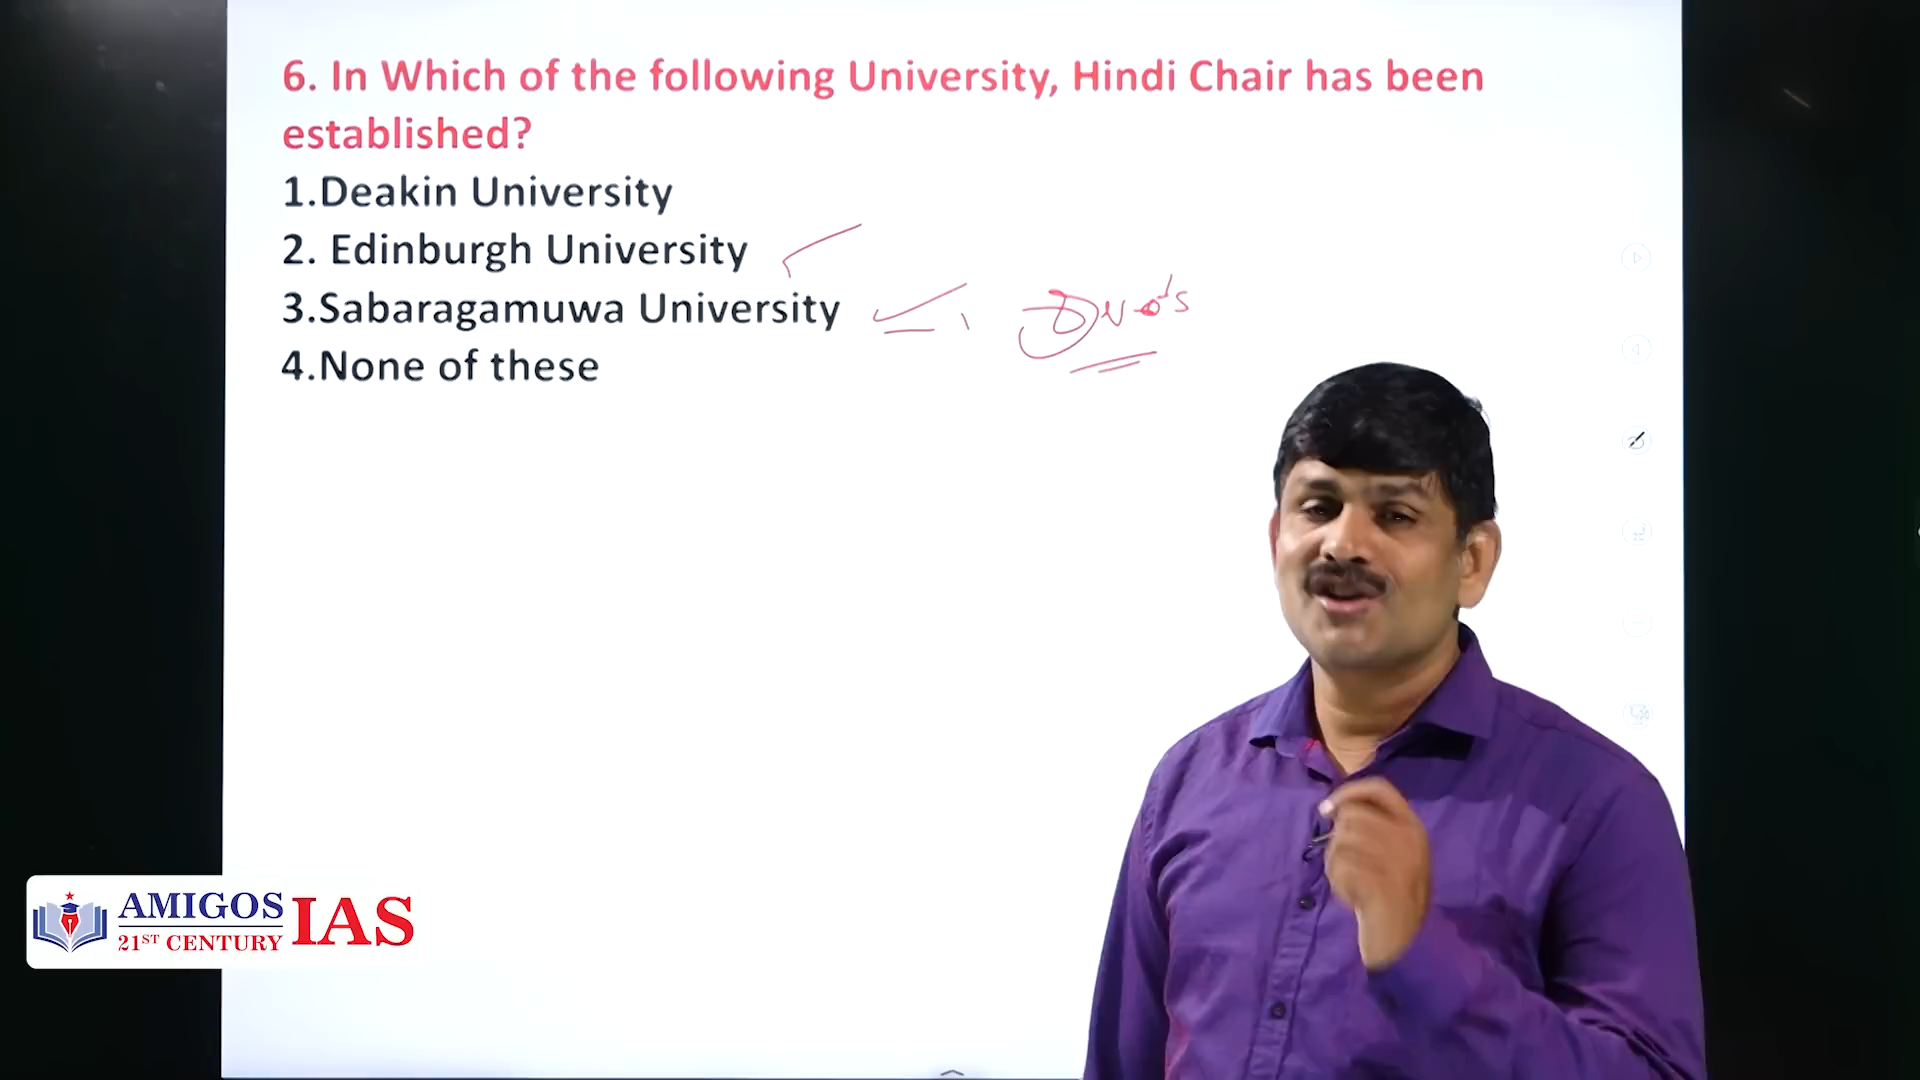 6. In Which of the following University, Hindi Chair has been
established?
1.Deakin University
2. Edinburgh University
3.Sabaragamuwa University
4.None of these
AMIGOS
21ST CENTURY
IAS